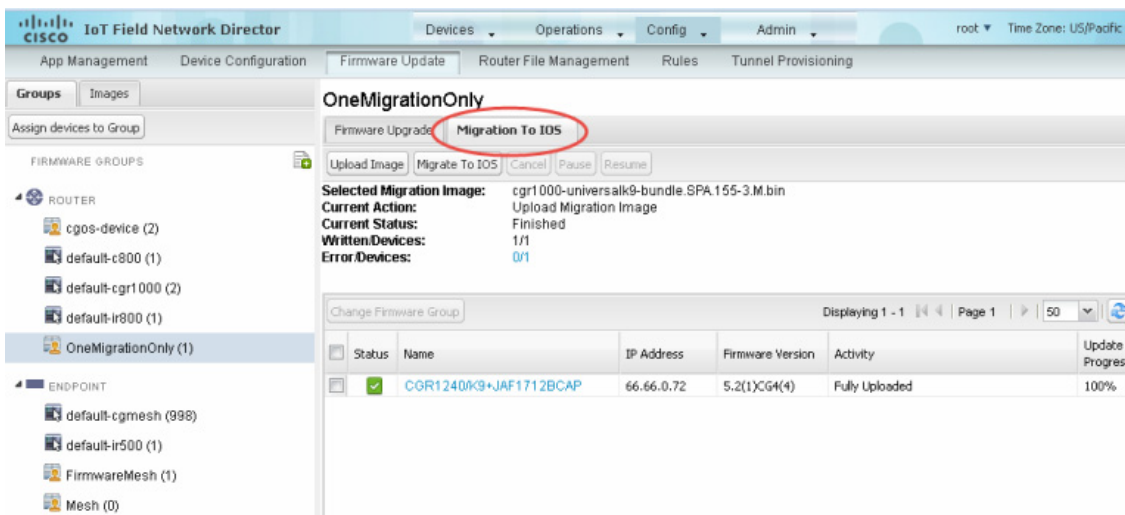 CISCO IoT Field Network Director Devices Operations Config Admin root Time Zone: US/Pacific
App Management Device Configuration Firmware Update Router File Management Rules Tunnel Provisioning
Groups Images
Assign devices to Group
FIRMWARE GROUPS
ROUTER
cgos-device (2)
default-c800 (1)
default-cgr1000 (2)
default-ir800 (1)
OneMigrationOnly (1)
ENDPOINT
default-cgmesh (998)
default-ir500 (1)
FirmwareMesh (1)
Mesh (0)
OneMigrationOnly
Firmware Upgrade Migration To IOS
Upload Image Migrate To IOS Cancel Pause Resume
Selected Migration Image: cgr1000-universalk9-bundle.SPA.155-3.M.bin
Current Action: Upload Migration Image
Current Status: Finished
Written/Devices: 1/1
Error/Devices: 0/1
Change Firmware Group Displaying 1 - 1 Page 1 50
Status Name IP Address Firmware Version Activity Update
Progres
CGR1240/K9+JAF1712BCAP 66.66.0.72 5.2(1)CG4(4) Fully Uploaded 100%